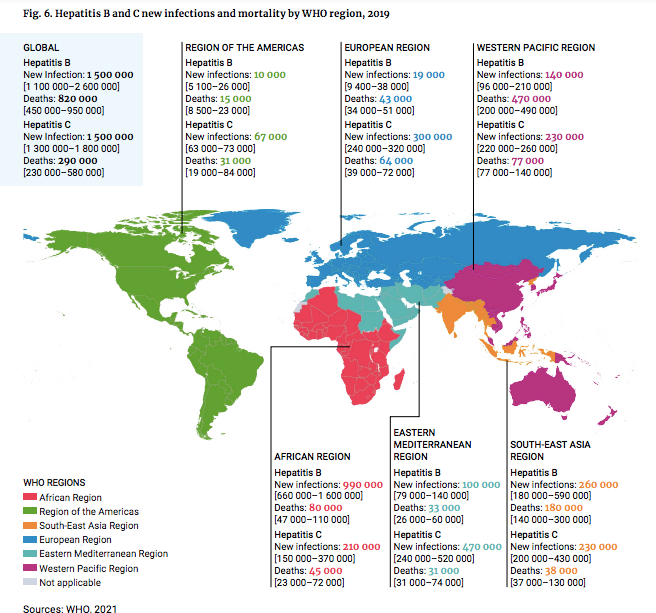 Fig. 6. Hepatitis B and C new infections and mortality by WHO region, 2019
GLOBAL
Hepatitis B
New Infection: 1 500 000
[1 100 000–2 600 000]
Deaths: 820 000
[450 000–950 000]
Hepatitis C
New Infection: 1 500 000
[1 300 000–1 800 000]
Deaths: 290 000
[230 000–580 000]
REGION OF THE AMERICAS
Hepatitis B
New infections: 10 000
[5 100–26 000]
Deaths: 15 000
[8 500–23 000]
Hepatitis C
New infections: 67 000
[63 000–73 000]
Deaths: 31 000
[19 000–84 000]
EUROPEAN REGION
Hepatitis B
New infections: 19 000
[9 400–38 000]
Deaths: 43 000
[34 000–51 000]
Hepatitis C
New infections: 300 000
[240 000–320 000]
Deaths: 64 000
[39 000–72 000]
WESTERN PACIFIC REGION
Hepatitis B
New infections: 140 000
[96 000–210 000]
Deaths: 470 000
[200 000–490 000]
Hepatitis C
New infections: 230 000
[220 000–260 000]
Deaths: 77 000
[77 000–140 000]
WHO REGIONS
African Region
Region of the Americas
South-East Asia Region
European Region
Eastern Mediterranean Region
Western Pacific Region
Not applicable
AFRICAN REGION
Hepatitis B
New infections: 990 000
[660 000–1 600 000]
Deaths: 80 000
[47 000–110 000]
Hepatitis C
New infections: 210 000
[150 000–370 000]
Deaths: 45 000
[23 000–72 000]
EASTERN
MEDITERRANEAN
REGION
Hepatitis B
New infections: 100 000
[79 000–140 000]
Deaths: 33 000
[26 000–60 000]
Hepatitis C
New infections: 470 000
[240 000–520 000]
Deaths: 31 000
[31 000–74 000]
SOUTH-EAST ASIA
REGION
Hepatitis B
New infections: 260 000
[180 000–590 000]
Deaths: 180 000
[140 000–300 000]
Hepatitis C
New infections: 230 000
[200 000–430 000]
Deaths: 38 000
[37 000–130 000]
Sources: WHO, 2021